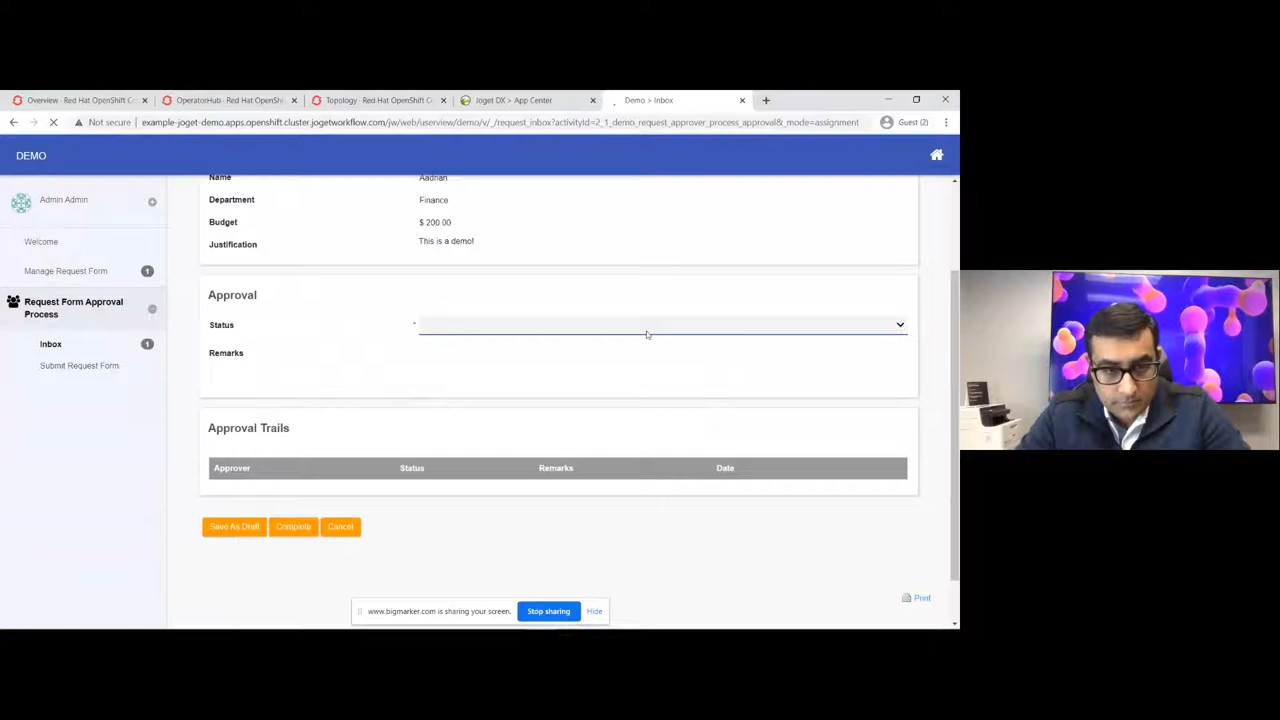 Overview · Red Hat OpenShift Co
OperatorHub · Red Hat OpenShift
Topology · Red Hat OpenShift Co
Joget DX > App Center
Demo > Inbox
Not secure
example-joget-demo.apps.openshift.cluster.jogetworkflow.com/jw/web/userview/demo/v/_/request_inbox?activityId=2_1_demo_request_approver_process_approval&_mode=assignment
Guest (2)
DEMO
Admin Admin
Welcome
Manage Request Form 1
Request Form Approval
Process
Inbox 1
Submit Request Form
Name Aadrian
Department Finance
Budget $ 200.00
Justification This is a demo!
Approval
Status *
Remarks
Approval Trails
Approver Status Remarks Date
Save As Draft Complete Cancel
Print
www.bigmarker.com is sharing your screen. Stop sharing Hide